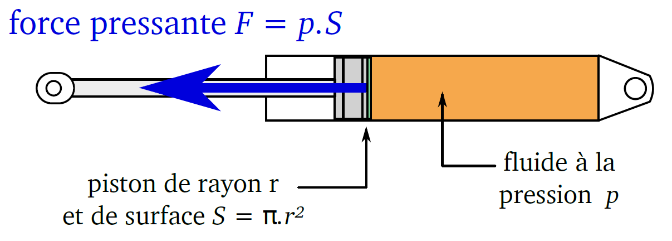 force pressante F = p.S
piston de rayon r
et de surface S = π.r²
fluide à la
pression p